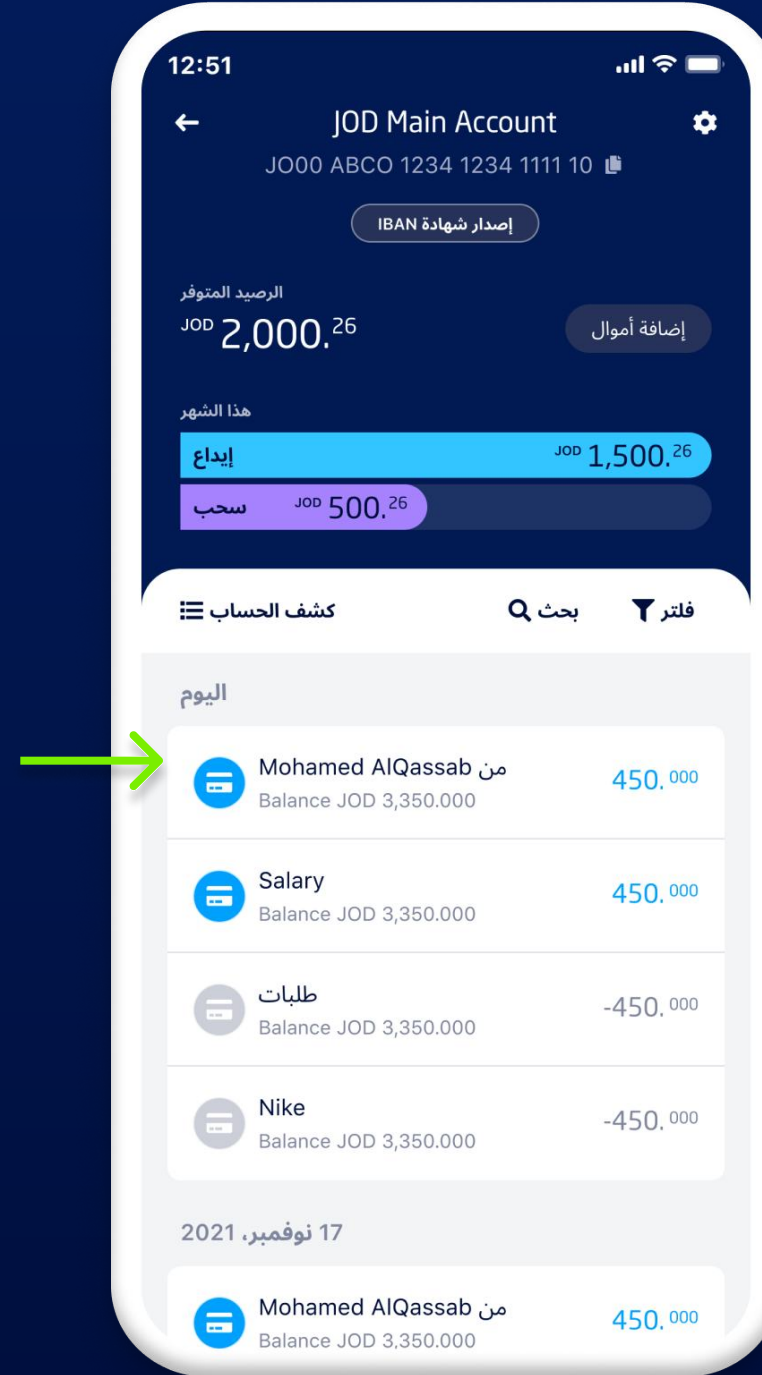 12:51
JOD Main Account
JO00 ABCO 1234 1234 1111 10
إصدار شهادة IBAN
الرصيد المتوفر
JOD 2,000.26
إضافة أموال
هذا الشهر
إيداع JOD 1,500.26
سحب JOD 500.26
كشف الحساب بحث فلتر
اليوم
من Mohamed AlQassab 450.000
Balance JOD 3,350.000
Salary 450.000
Balance JOD 3,350.000
طلبات -450.000
Balance JOD 3,350.000
Nike -450.000
Balance JOD 3,350.000
17 نوفمبر، 2021
من Mohamed AlQassab 450.000
Balance JOD 3,350.000